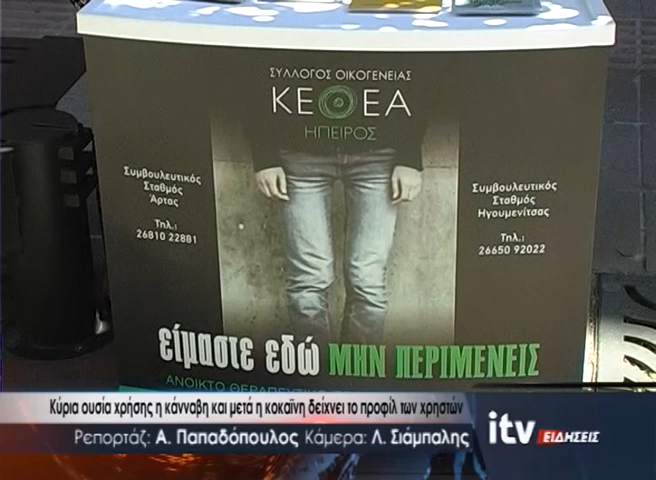 ΣΥΛΛΟΓΟΣ ΟΙΚΟΓΕΝΕΙΑΣ
ΚΕΘΕΑ
ΗΠΕΙΡΟΣ
Συμβουλευτικός
Σταθμός
Άρτας
Τηλ.:
26810 22881
Συμβουλευτικός
Σταθμός
Ηγουμενίτσας
Τηλ.:
26650 92022
είμαστε εδώ ΜΗΝ ΠΕΡΙΜΕΝΕΙΣ
ΑΝΟΙΚΤΟ
Κύρια ουσία χρήσης η κάνναβη και μετά η κοκαΐνη δείχνει το προφίλ των χρηστών
Ρεπορτάζ: Α. Παπαδόπουλος Κάμερα: Λ. Σιάμπαλης
itv ΕΙΔΗΣΕΙΣ